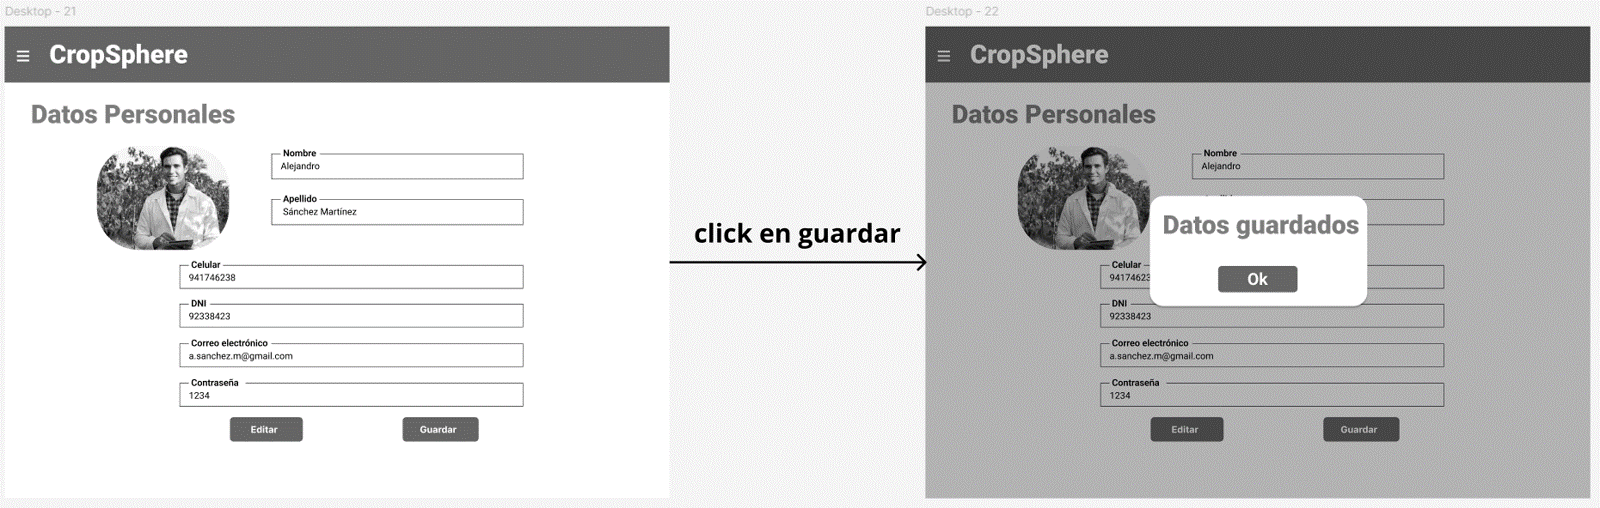 Desktop - 21
CropSphere
Datos Personales
Nombre
Alejandro
Apellido
Sánchez Martínez
Celular
941746238
DNI
92338423
Correo electrónico
a.sanchez.m@gmail.com
Contraseña
1234
Editar
Guardar
click en guardar
Desktop - 22
CropSphere
Datos Personales
Nombre
Alejandro
Datos guardados
Ok
Celular
9417462
DNI
92338423
Correo electrónico
a.sanchez.m@gmail.com
Contraseña
1234
Editar
Guardar